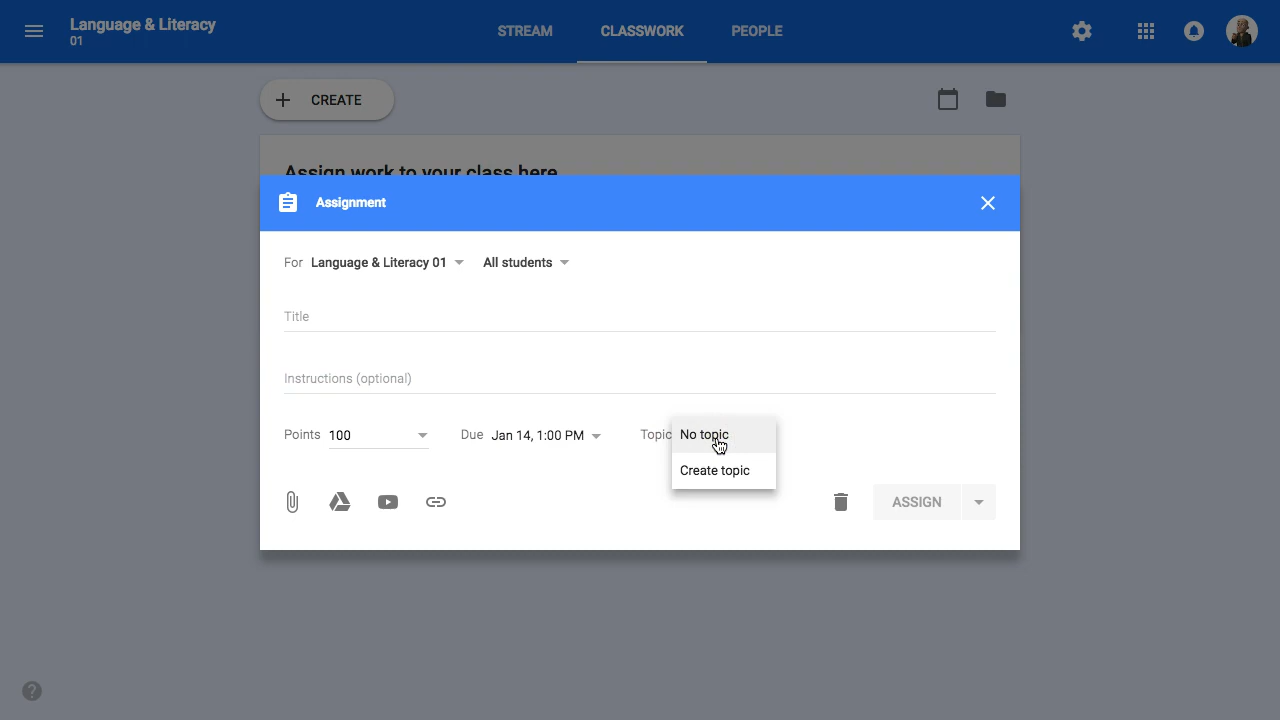 Language & Literacy
01
STREAM CLASSWORK PEOPLE
CREATE
Assign work to your class here
Assignment
For Language & Literacy 01 All students
Title
Instructions (optional)
Points 100 Due Jan 14, 1:00 PM Topic No topic
Create topic
ASSIGN